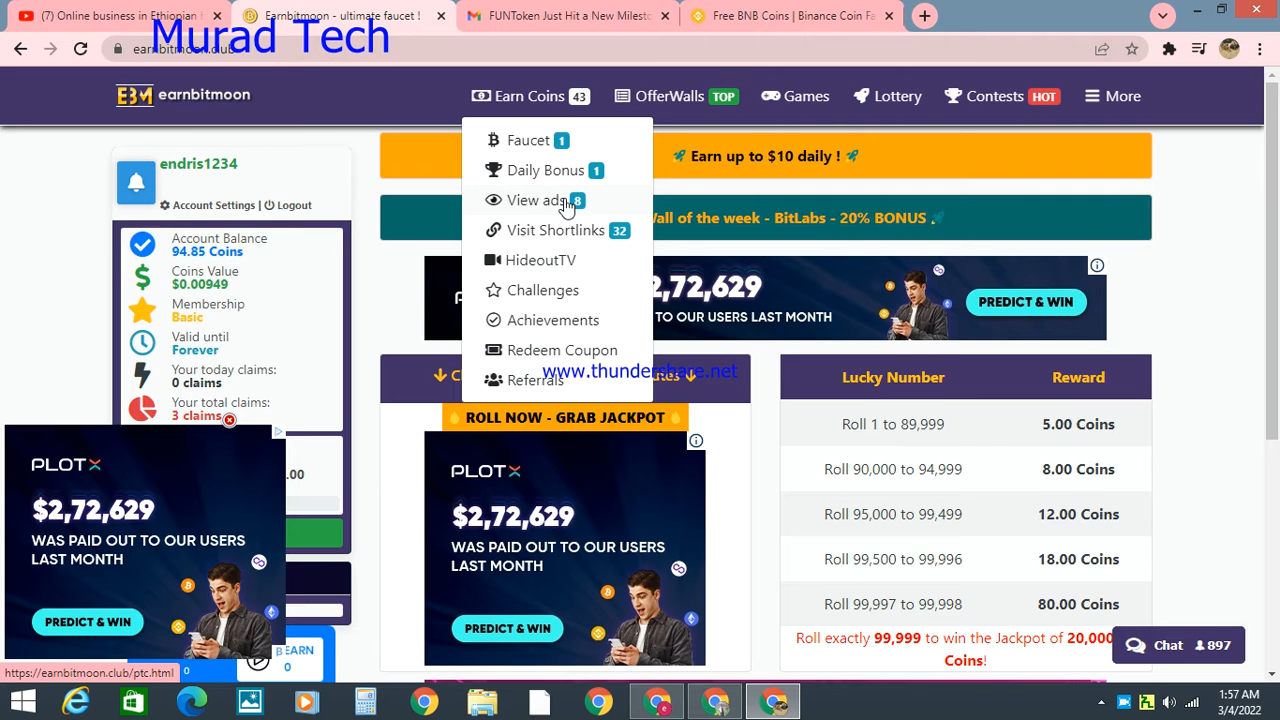 (7) Online business in Ethiopian
Earnbitmoon - ultimate faucet !
FUNToken Just Hit a New Milest
Free BNB Coins | Binance Coin Fa
Murad Tech
earnbitmoon.club
EBM earnbitmoon
Earn Coins 43
OfferWalls TOP
Games
Lottery
Contests HOT
More
Faucet 1
Daily Bonus 1
View ads 8
Visit Shortlinks 32
HideoutTV
Challenges
Achievements
Redeem Coupon
Referrals
www.thundershare.net
endris1234
Account Settings | Logout
Account Balance
94.85 Coins
Coins Value
$0.00949
Membership
Basic
Valid until
Forever
Your today claims:
0 claims
Your total claims:
3 claims
.00
Earn up to $10 daily !
Wall of the week - BitLabs - 20% BONUS
$2,72,629
TO OUR USERS LAST MONTH
PREDICT & WIN
ROLL NOW - GRAB JACKPOT
PLOTX
$2,72,629
WAS PAID OUT TO OUR USERS
LAST MONTH
PREDICT & WIN
PLOTX
$2,72,629
WAS PAID OUT TO OUR USERS
LAST MONTH
PREDICT & WIN
Lucky Number Reward
Roll 1 to 89,999 5.00 Coins
Roll 90,000 to 94,999 8.00 Coins
Roll 95,000 to 99,499 12.00 Coins
Roll 99,500 to 99,996 18.00 Coins
Roll 99,997 to 99,998 80.00 Coins
Roll exactly 99,999 to win the Jackpot of 20,000
Coins!
Chat 897
https://earnbitmoon.club/ptc.html
0
EARN
0
1:57 AM
3/4/2022